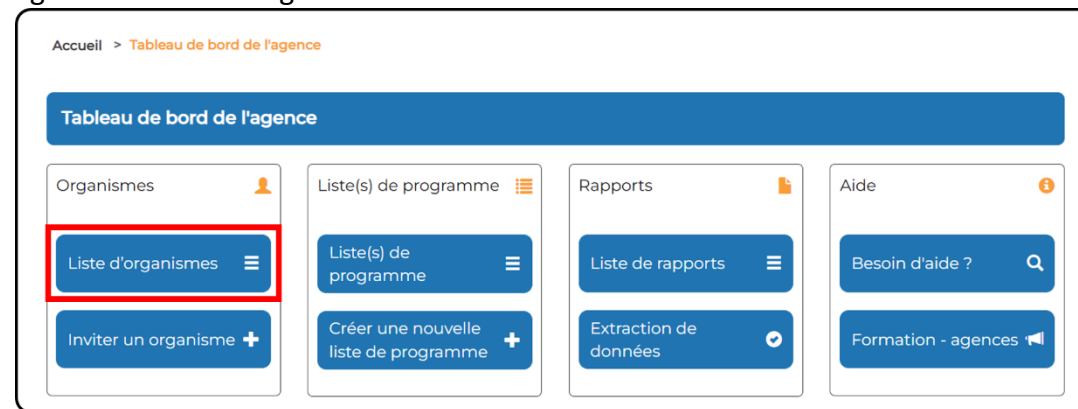 Accueil > Tableau de bord de l'agence
Tableau de bord de l'agence
Organismes
Liste d'organismes
Inviter un organisme
Liste(s) de programme
Liste(s) de
programme
Créer une nouvelle
liste de programme
Rapports
Liste de rapports
Extraction de
données
Aide
Besoin d'aide ?
Formation - agences